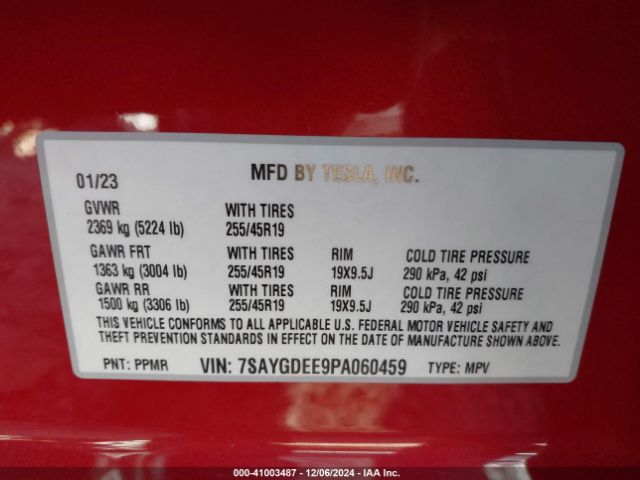 MFD BY TESLA, INC.
01/23
GVWR WITH TIRES
2369 kg (5224 lb) 255/45R19
GAWR FRT WITH TIRES RIM COLD TIRE PRESSURE
1363 kg (3004 lb) 255/45R19 19X9.5J 290 kPa, 42 psi
GAWR RR WITH TIRES RIM COLD TIRE PRESSURE
1500 kg (3306 lb) 255/45R19 19X9.5J 290 kPa, 42 psi
THIS VEHICLE CONFORMS TO ALL APPLICABLE U.S. FEDERAL MOTOR VEHICLE SAFETY AND
THEFT PREVENTION STANDARDS IN EFFECT ON THE DATE OF MANUFACTURE SHOWN ABOVE.
PNT: PPMR VIN: 7SAYGDEE9PA060459 TYPE: MPV
000-41003487 - 12/06/2024 - IAA Inc.